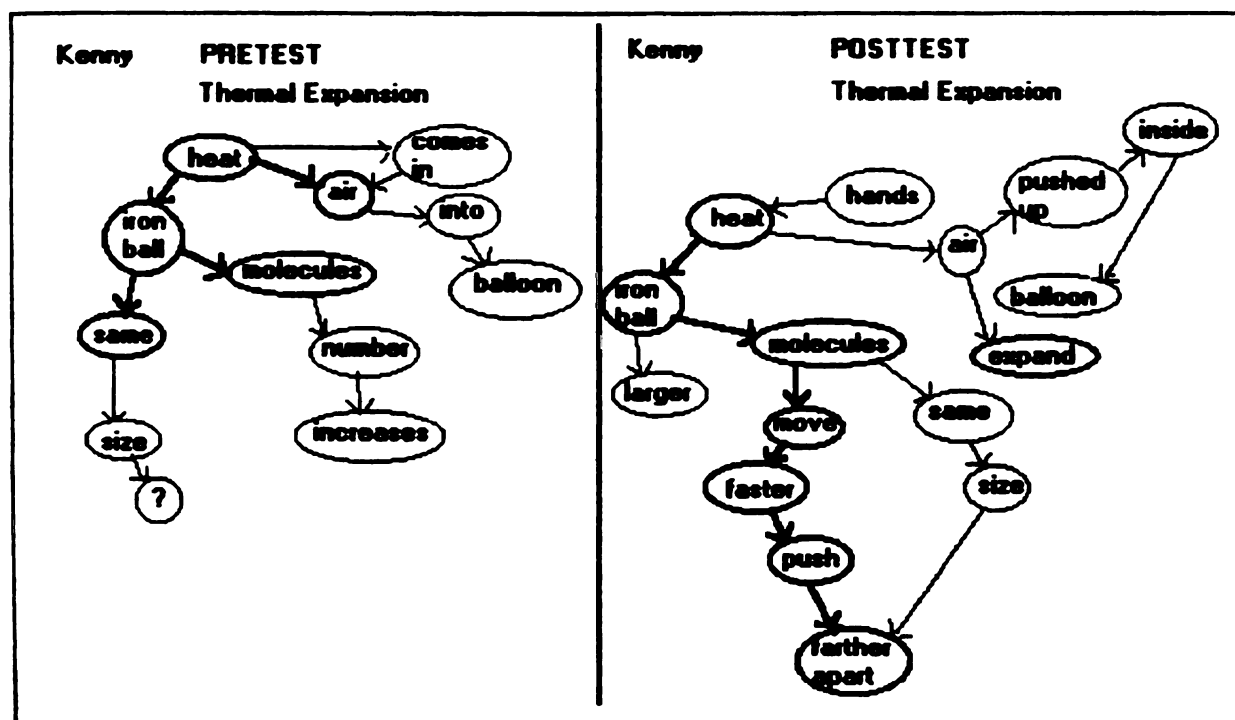 Kenny PRETEST
Thermal Expansion
heat
comes
in
air
into
balloon
iron
ball
molecules
same
number
increases
size
?
Kenny POSTTEST
Thermal Expansion
inside
hands
pushed
up
heat
air
balloon
iron
ball
molecules
expand
larger
move
same
faster
size
push
farther
apart